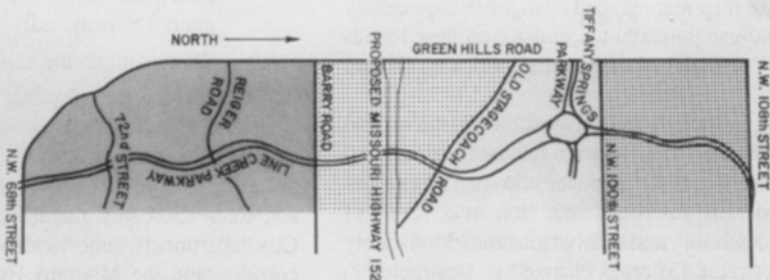 NORTH
GREEN HILLS ROAD
TIFFANY SPRINGS
PARKWAY
REIGER
ROAD
BARRY ROAD
PROPOSED MISSOURI HIGHWAY 152
OLD STAGECOACH ROAD
72nd STREET
LINE CREEK PARKWAY
N.W. 68th STREET
N.W. 100th STREET
N.W. 108th STREET